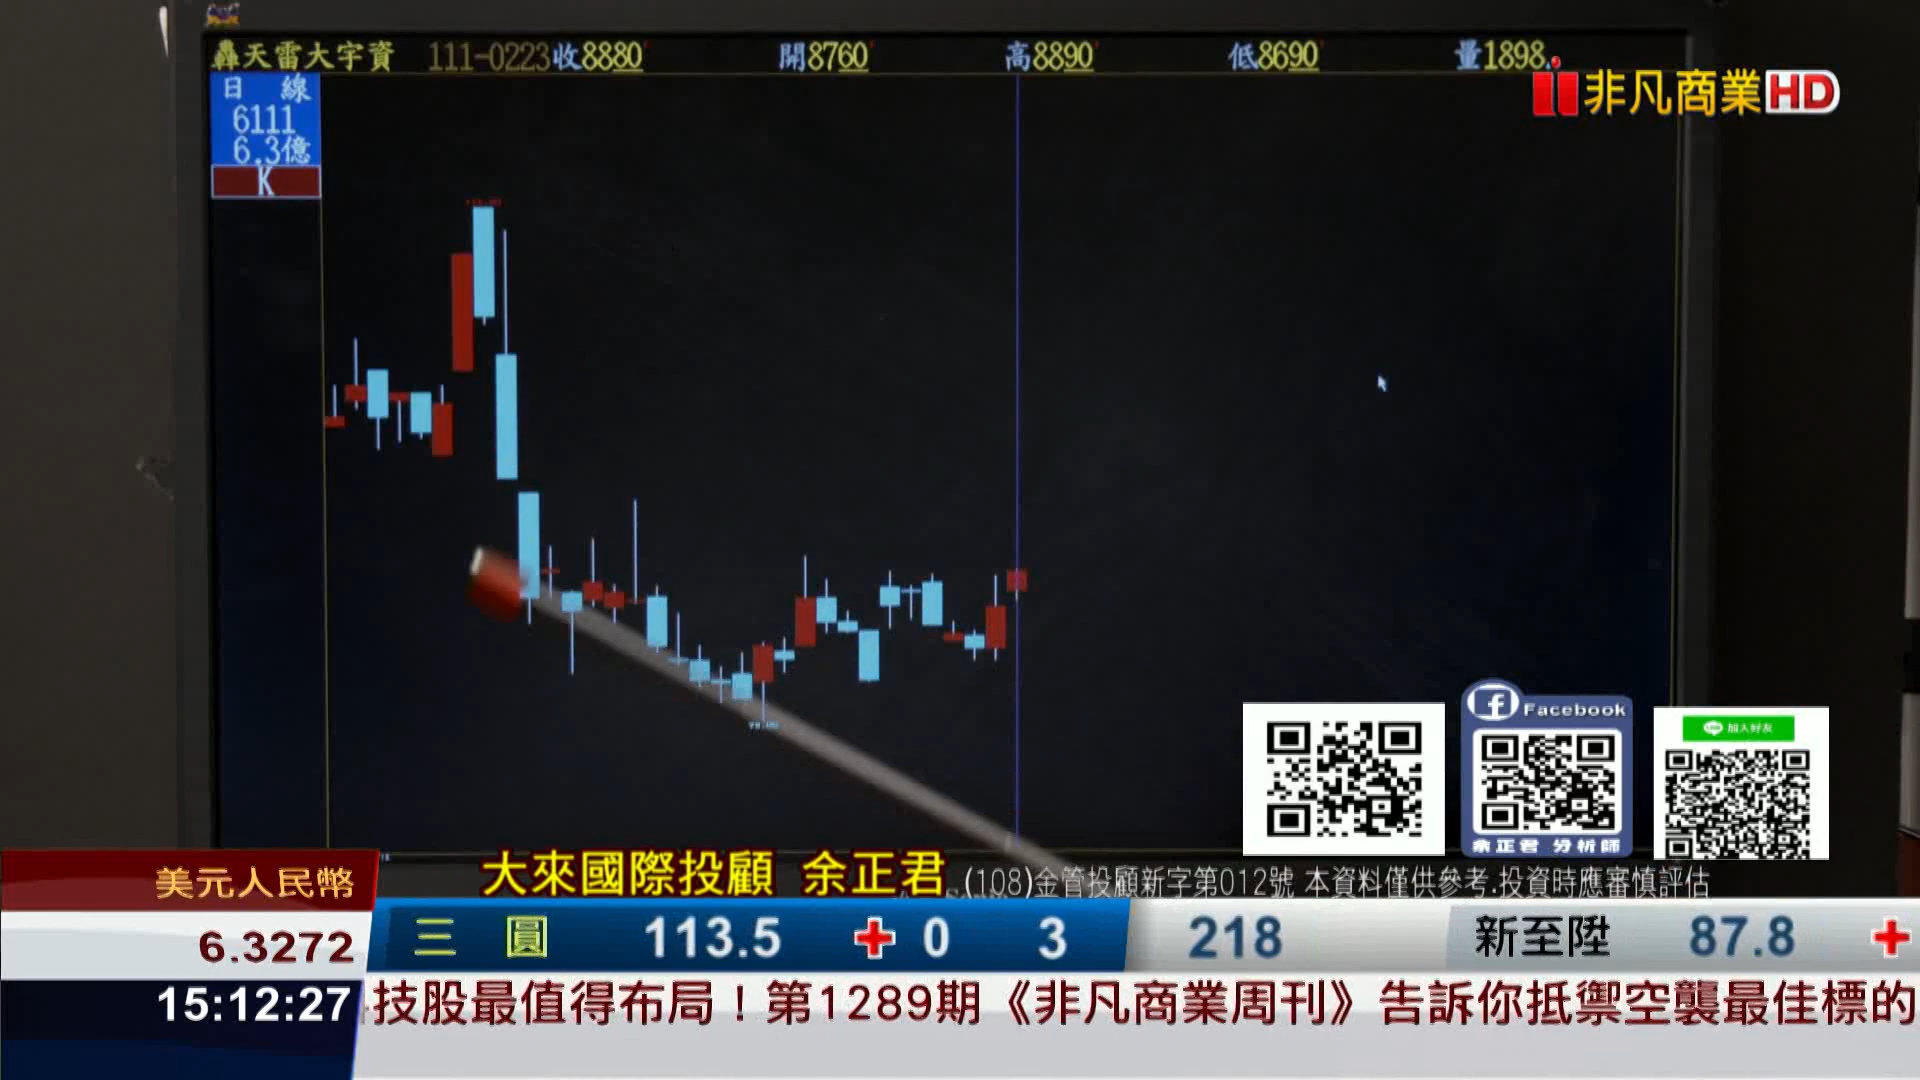 轟天雷大宇資 111-0223收8880 開8760 高8890 低8690 量1898
日 線
6111
6.3億
K
非凡商業HD
Facebook
加入好友
余正君 分析師
大來國際投顧 余正君
(108)金管投顧新字第012號 本資料僅供參考.投資時應審慎評估
美元人民幣
6.3272
三 圓 113.5 + 0 3 218 新至陞 87.8 +
15:12:27
技股最值得布局！第1289期《非凡商業周刊》告訴你抵禦空襲最佳標的